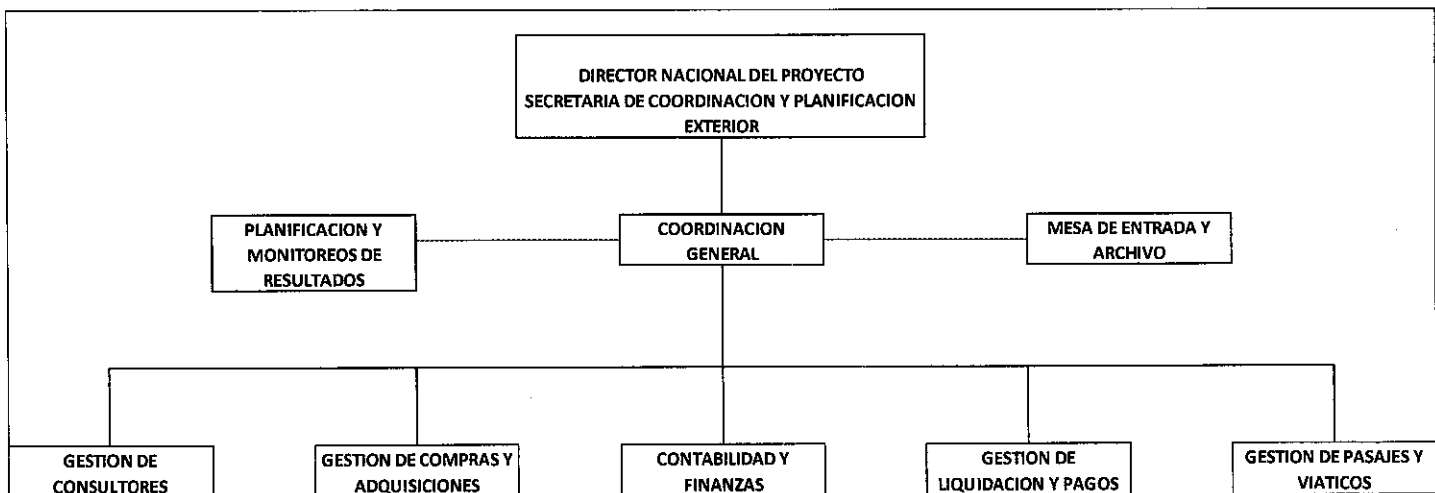 DIRECTOR NACIONAL DEL PROYECTO
SECRETARIA DE COORDINACION Y PLANIFICACION
EXTERIOR
PLANIFICACION Y
MONITOREOS DE
RESULTADOS
COORDINACION
GENERAL
MESA DE ENTRADA Y
ARCHIVO
GESTION DE
CONSULTORES
GESTION DE COMPRAS Y
ADQUISICIONES
CONTABILIDAD Y
FINANZAS
GESTION DE
LIQUIDACION Y PAGOS
GESTION DE PASAJES Y
VIATICOS